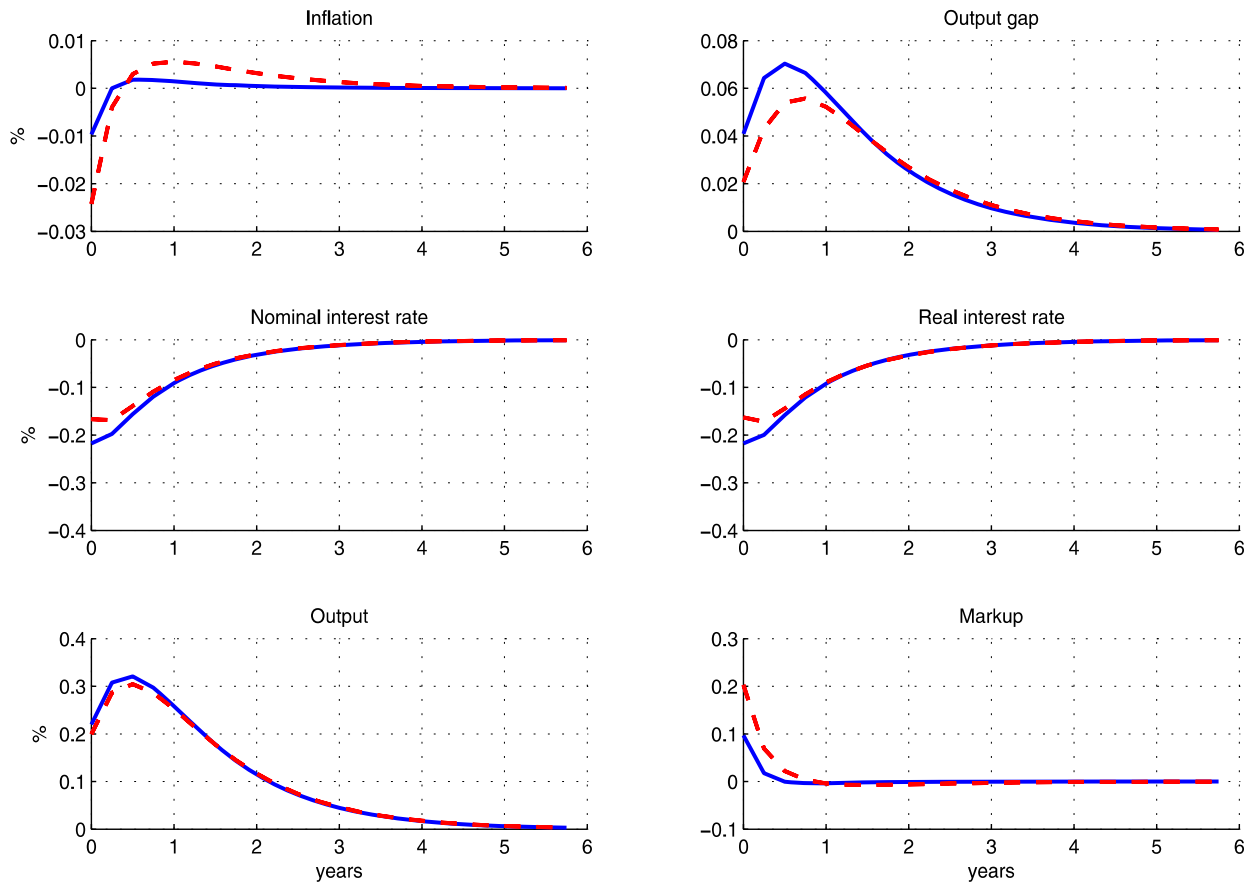 Inflation
0.01
0
−0.01
−0.02
−0.03
%
0 1 2 3 4 5 6
Output gap
0.08
0.06
0.04
0.02
0
0 1 2 3 4 5 6
Nominal interest rate
0
−0.1
−0.2
−0.3
−0.4
%
0 1 2 3 4 5 6
Real interest rate
0
−0.1
−0.2
−0.3
−0.4
0 1 2 3 4 5 6
Output
0.4
0.3
0.2
0.1
0
%
0 1 2 3 4 5 6
years
Markup
0.3
0.2
0.1
0
−0.1
0 1 2 3 4 5 6
years